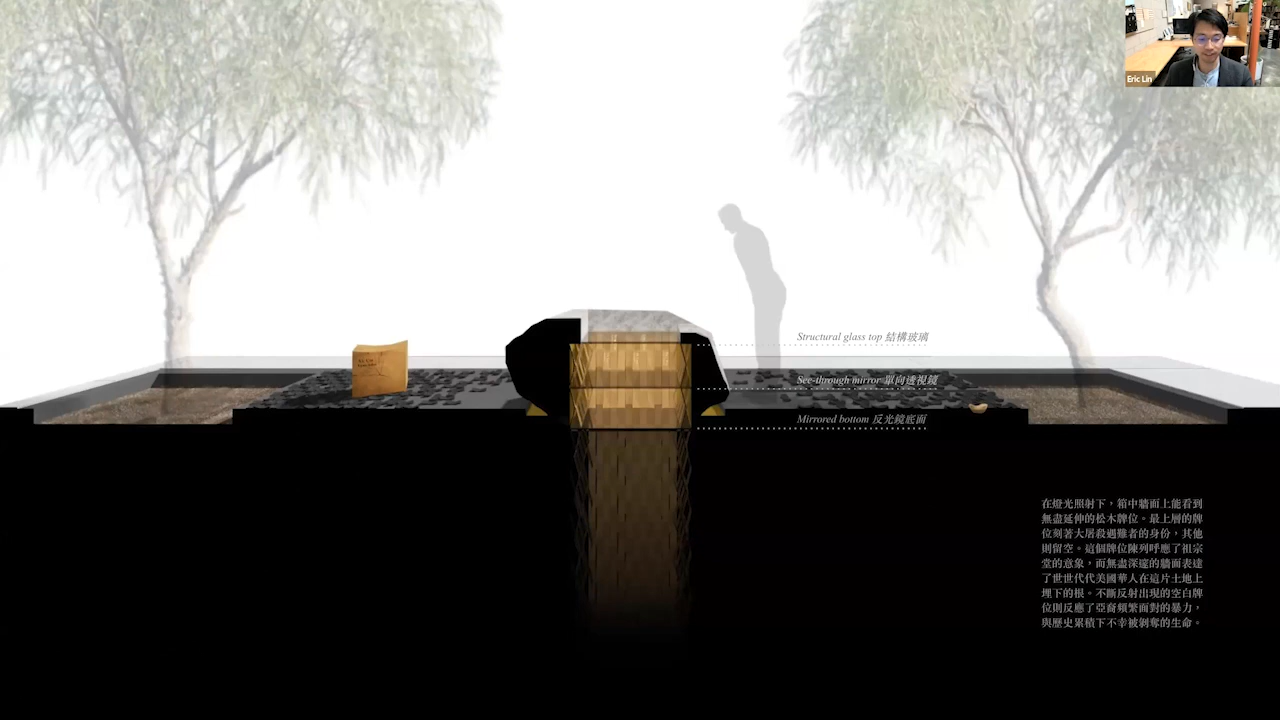 Eric Lin
Structural glass top 結構玻璃
See-through mirror 單向透視鏡
Mirrored bottom 反光鏡底面
在燈光照射下，箱中牆面上能看到
無盡延伸的松木牌位。最上層的牌
位刻著大屠殺遇難者的身份，其他
則留空。這個牌位陳列呼應了祖宗
堂的意象，而無盡深邃的牆面表達
了世世代代美國華人在這片土地上
埋下的根。不斷反射出現的空白牌
位則反應了亞裔頻繁面對的暴力，
與歷史累積下不幸被剝奪的生命。